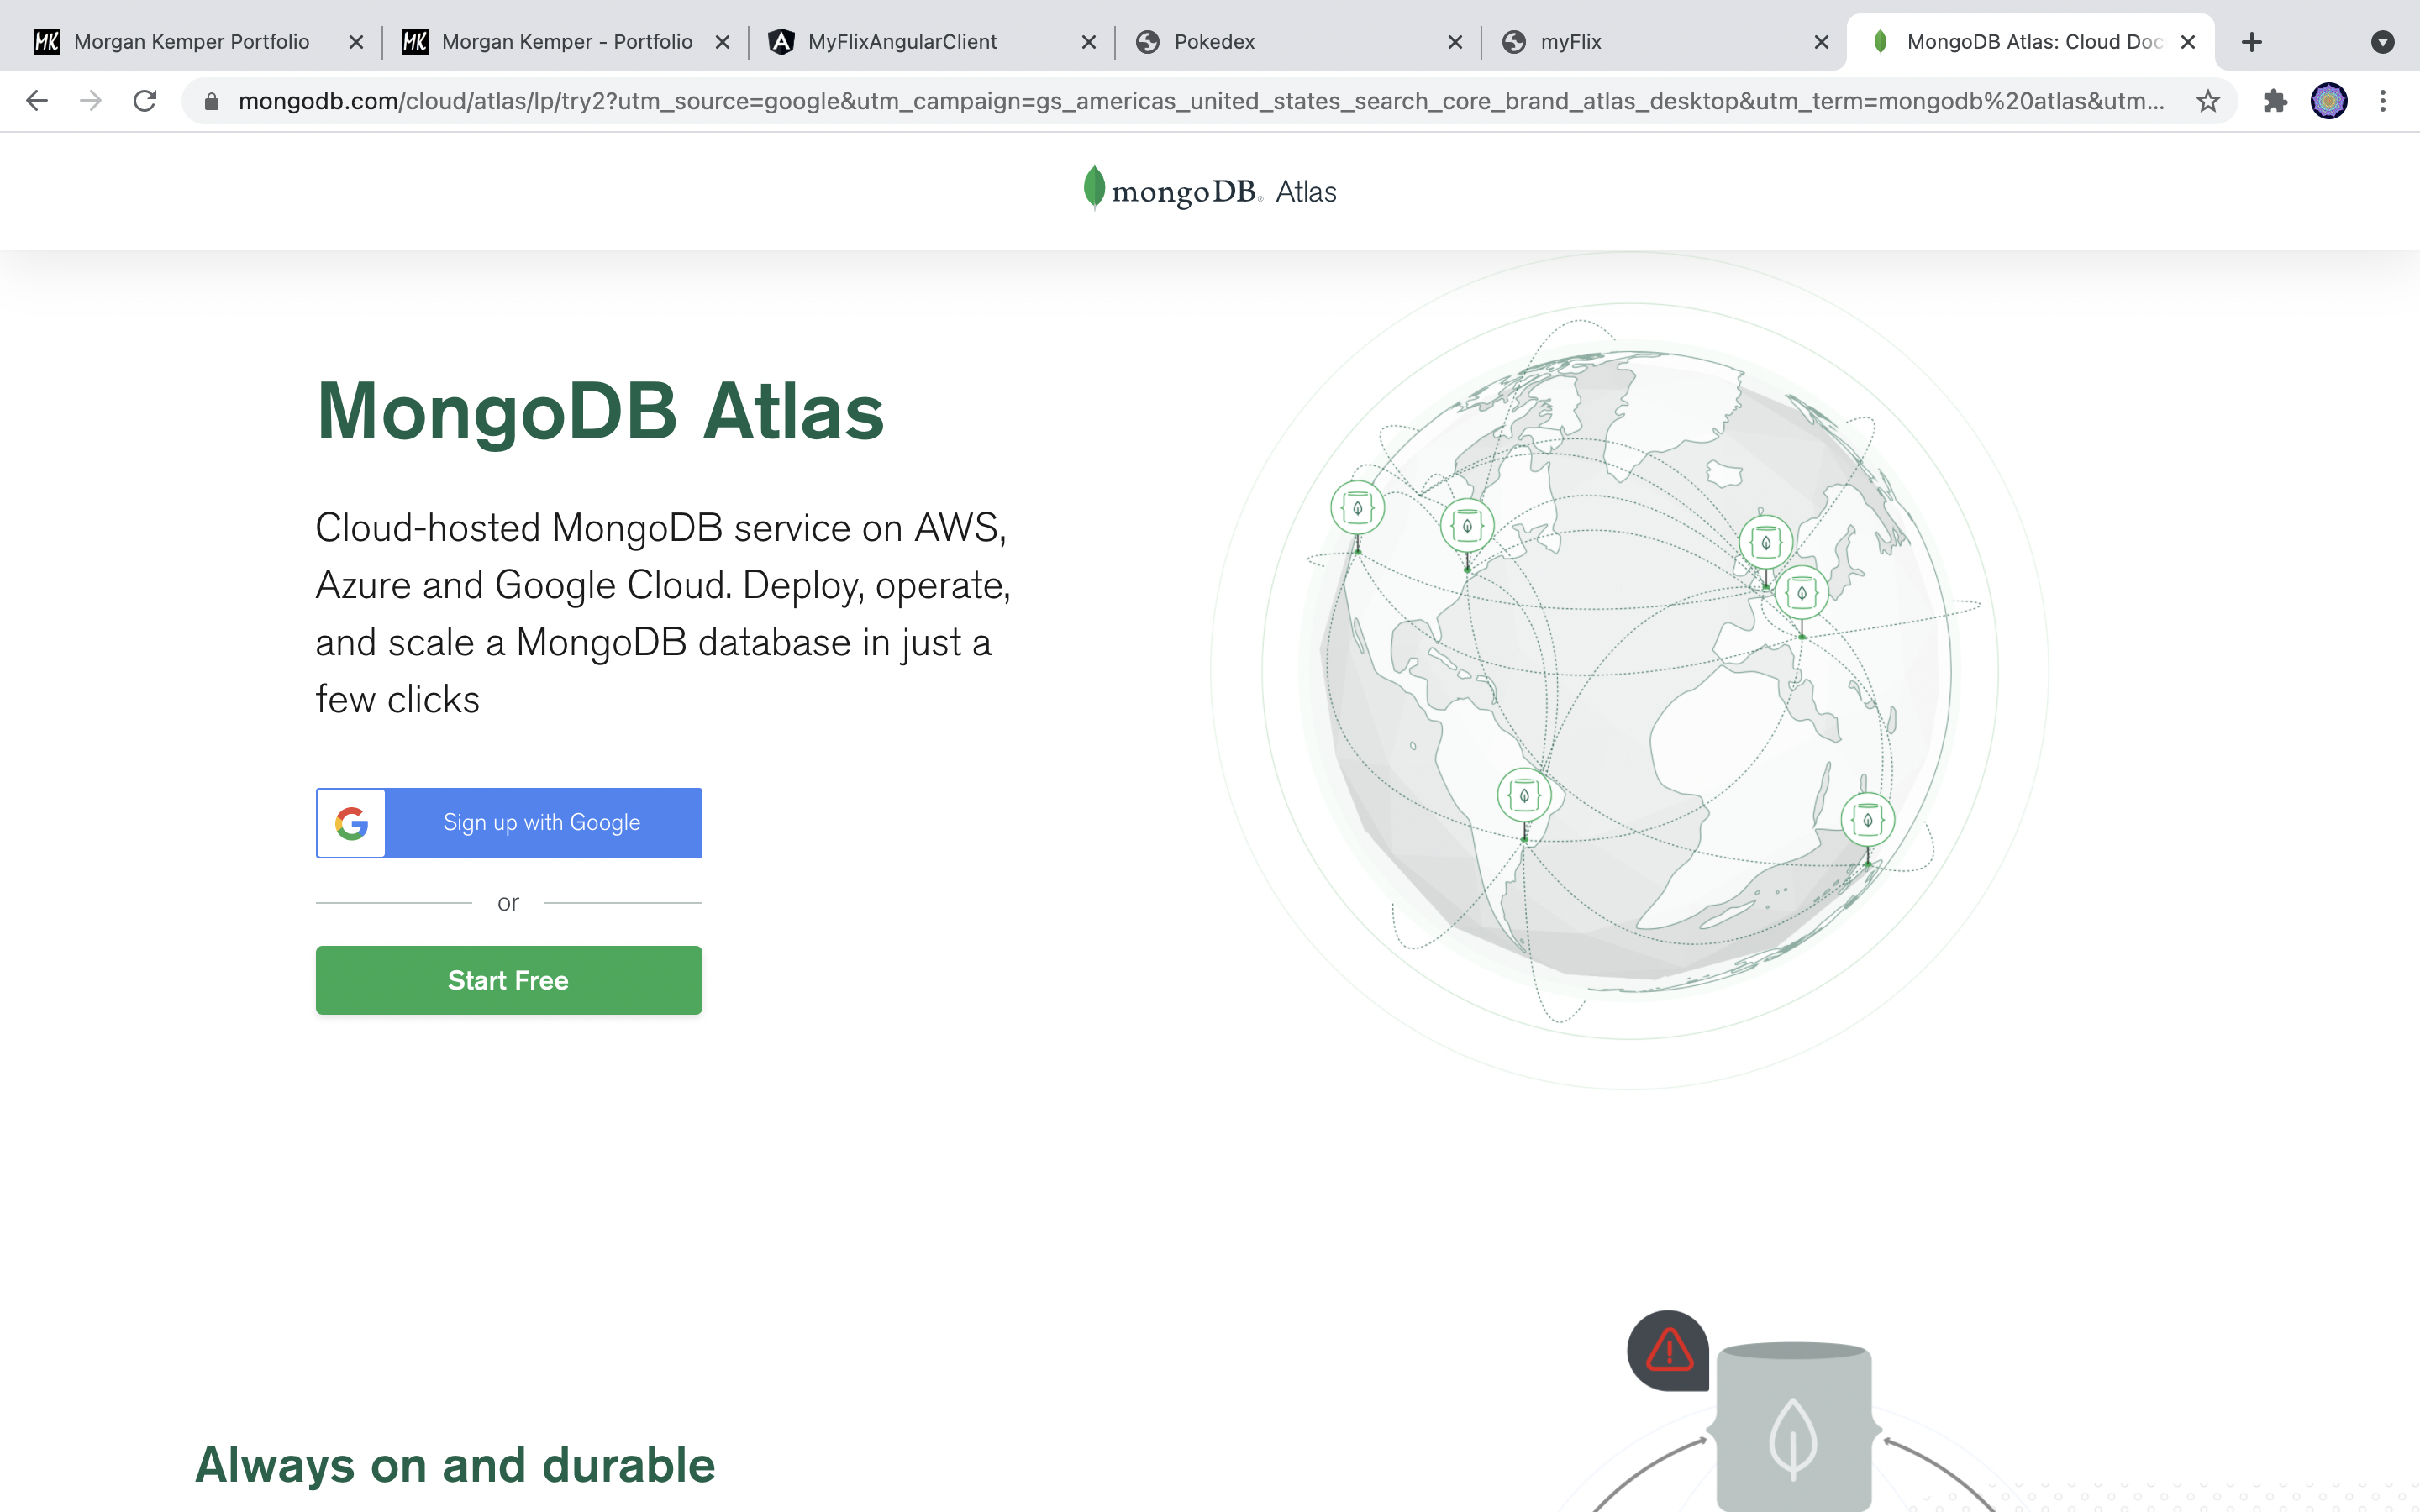 MK Morgan Kemper Portfolio
MK Morgan Kemper - Portfolio
MyFlixAngularClient
Pokedex
myFlix
MongoDB Atlas: Cloud Doc
mongodb.com/cloud/atlas/lp/try2?utm_source=google&utm_campaign=gs_americas_united_states_search_core_brand_atlas_desktop&utm_term=mongodb%20atlas&utm...
mongoDB® Atlas
MongoDB Atlas
Cloud-hosted MongoDB service on AWS,
Azure and Google Cloud. Deploy, operate,
and scale a MongoDB database in just a
few clicks
Sign up with Google
or
Start Free
Always on and durable